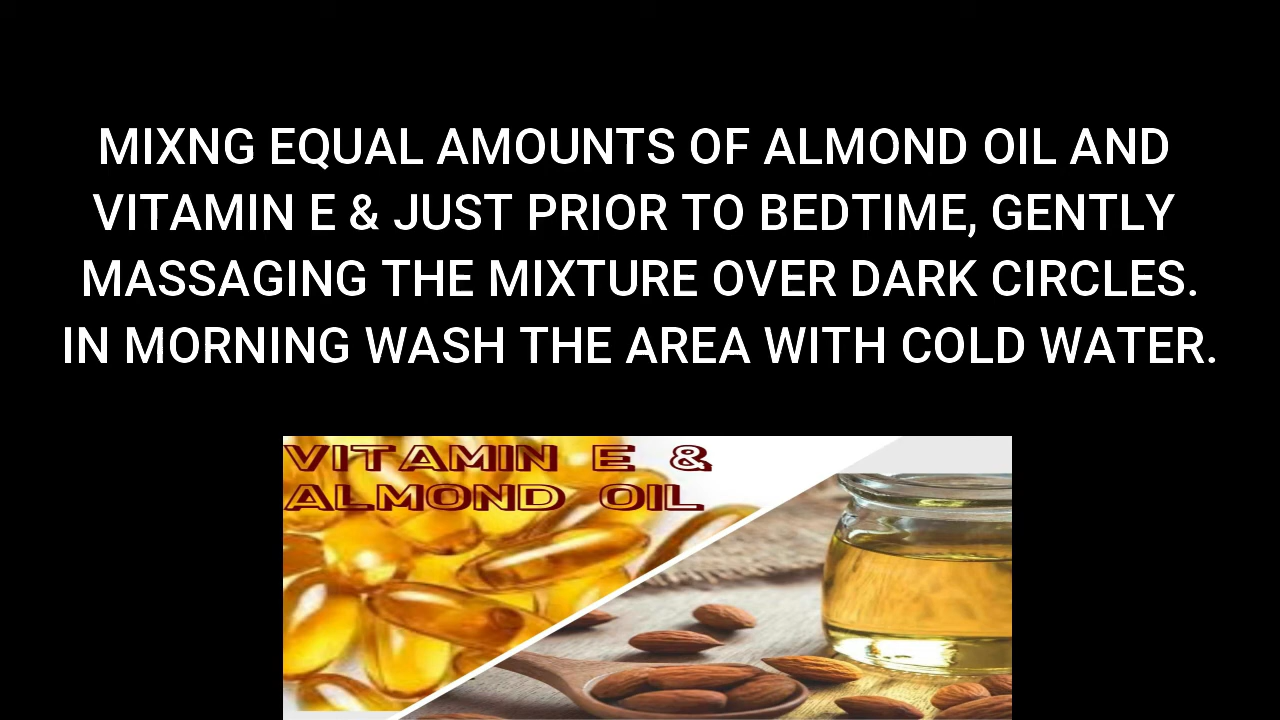 MIXNG EQUAL AMOUNTS OF ALMOND OIL AND
VITAMIN E & JUST PRIOR TO BEDTIME, GENTLY
MASSAGING THE MIXTURE OVER DARK CIRCLES.
IN MORNING WASH THE AREA WITH COLD WATER.
VITAMIN E &
ALMOND OIL